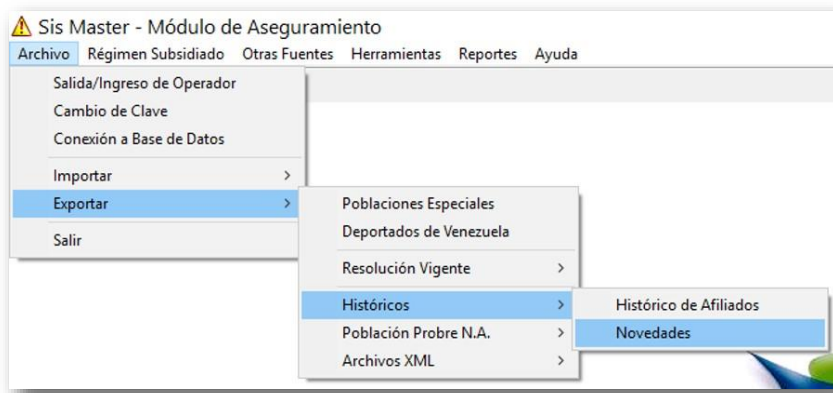 Sis Master - Módulo de Aseguramiento
Archivo Régimen Subsidiado Otras Fuentes Herramientas Reportes Ayuda
Salida/Ingreso de Operador
Cambio de Clave
Conexión a Base de Datos
Importar
Exportar
Salir
Poblaciones Especiales
Deportados de Venezuela
Resolución Vigente
Históricos
Población Probre N.A.
Archivos XML
Histórico de Afiliados
Novedades